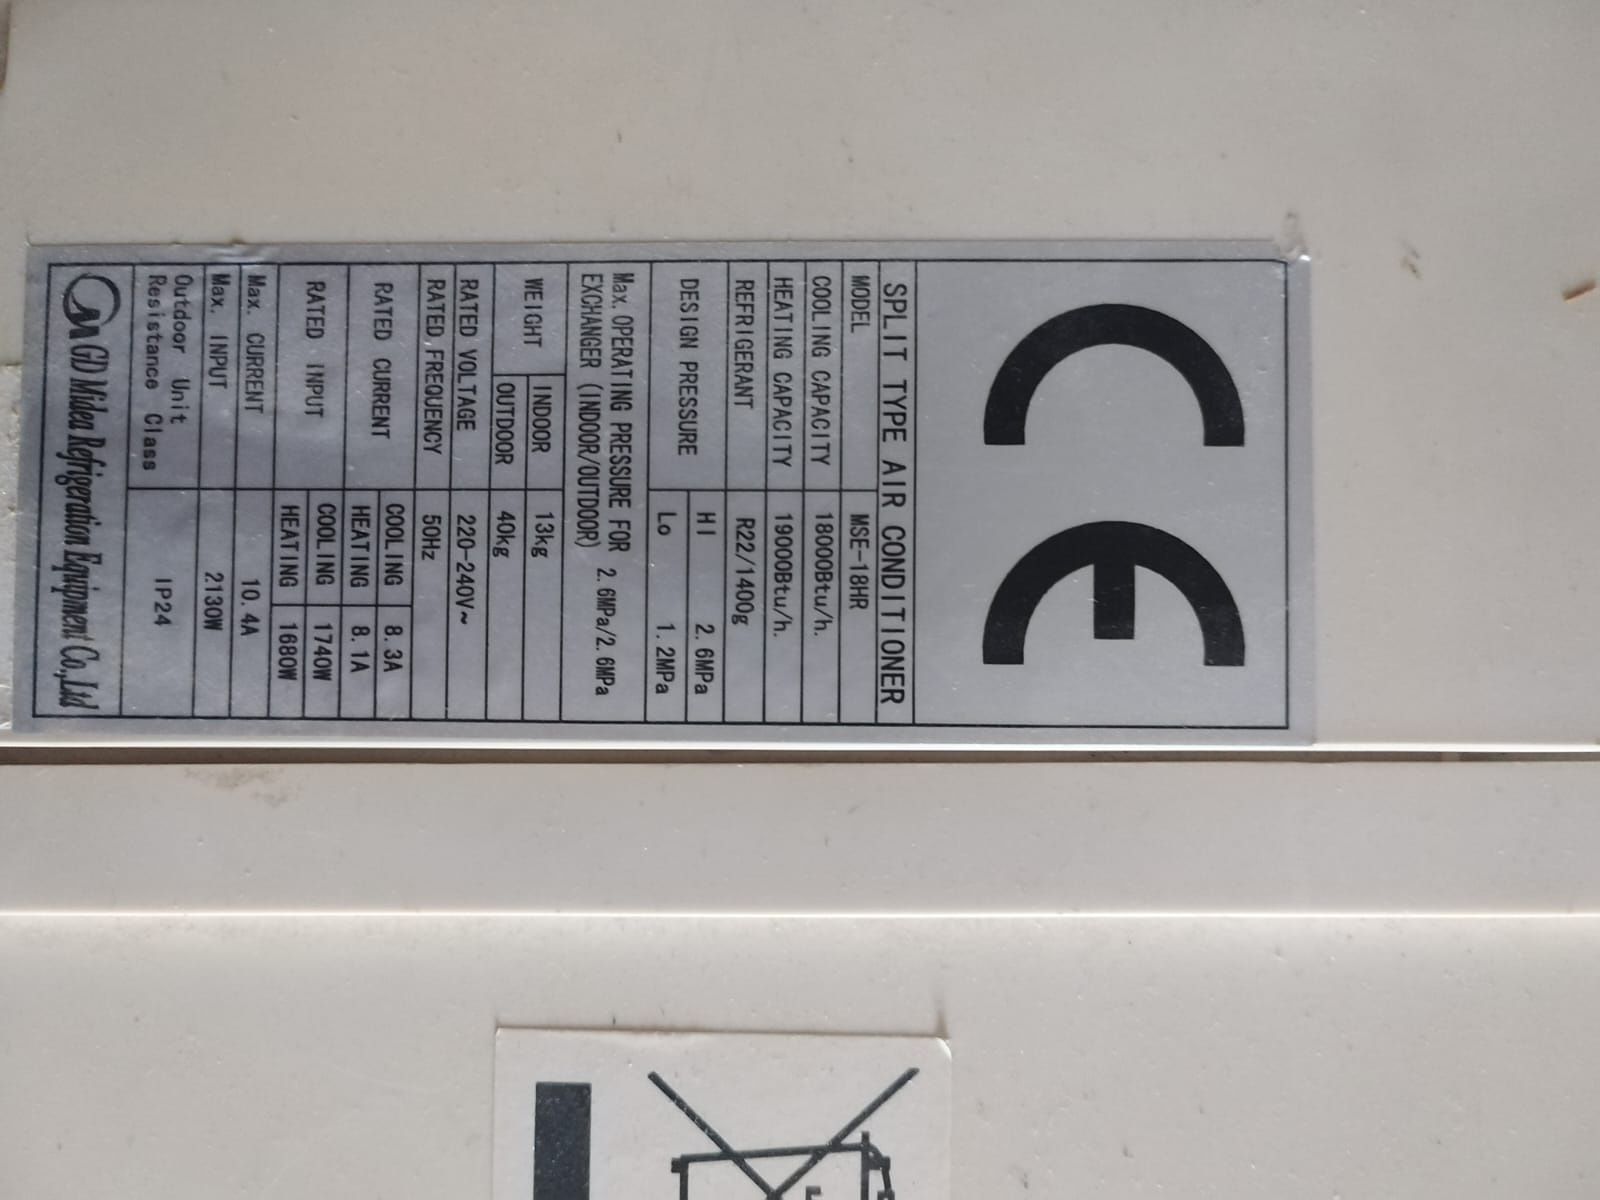 CE
SPLIT TYPE AIR CONDITIONER
MODEL MSE-18HR
COOLING CAPACITY 18000Btu/h.
HEATING CAPACITY 19000Btu/h.
REFRIGERANT R22/1400g
DESIGN PRESSURE HI 2.6MPa
Lo 1.2MPa
Max. OPERATING PRESSURE FOR
EXCHANGER (INDOOR/OUTDOOR) 2.6MPa/2.6MPa
WEIGHT INDOOR 13kg
OUTDOOR 40kg
RATED VOLTAGE 220-240V~
RATED FREQUENCY 50Hz
RATED CURRENT COOLING 8.3A
HEATING 8.1A
RATED INPUT COOLING 1740W
HEATING 1680W
Max. CURRENT 10.4A
Max. INPUT 2130W
Outdoor Unit
Resistance Class IP24
GD Midea Refrigeration Equipment Co.,Ltd